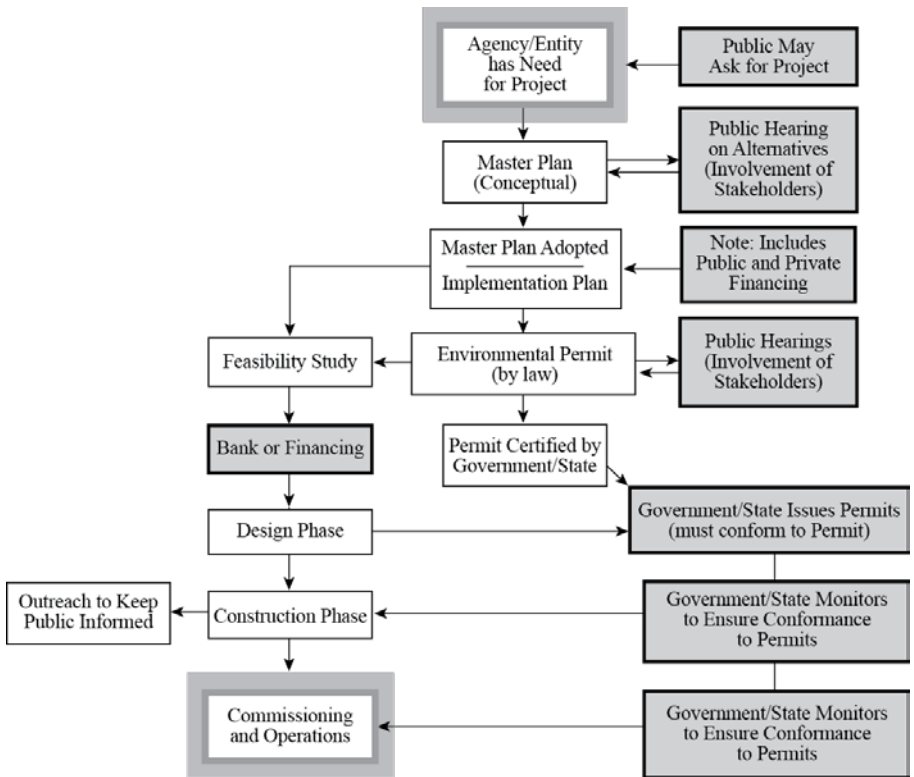 Agency/Entity
has Need
for Project
Public May
Ask for Project
Master Plan
(Conceptual)
Public Hearing
on Alternatives
(Involvement of
Stakeholders)
Master Plan Adopted
Implementation Plan
Note: Includes
Public and Private
Financing
Feasibility Study
Environmental Permit
(by law)
Public Hearings
(Involvement of
Stakeholders)
Bank or Financing
Permit Certified by
Government/State
Design Phase
Government/State Issues Permits
(must conform to Permit)
Outreach to Keep
Public Informed
Construction Phase
Government/State Monitors
to Ensure Conformance
to Permits
Commissioning
and Operations
Government/State Monitors
to Ensure Conformance
to Permits